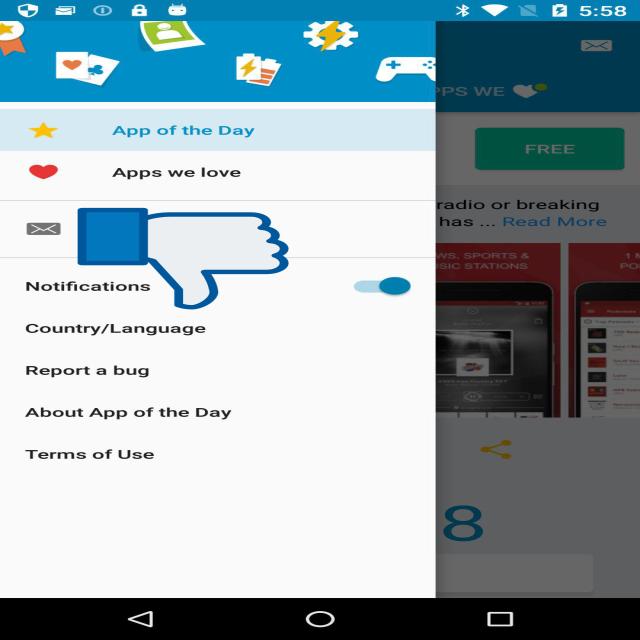 5:58
PPS WE
App of the Day
FREE
Apps we love
radio or breaking
has ... Read More
WS, SPORTS &
SIC STATIONS
1 M
PO
Notifications
Country/Language
Report a bug
About App of the Day
Terms of Use
8